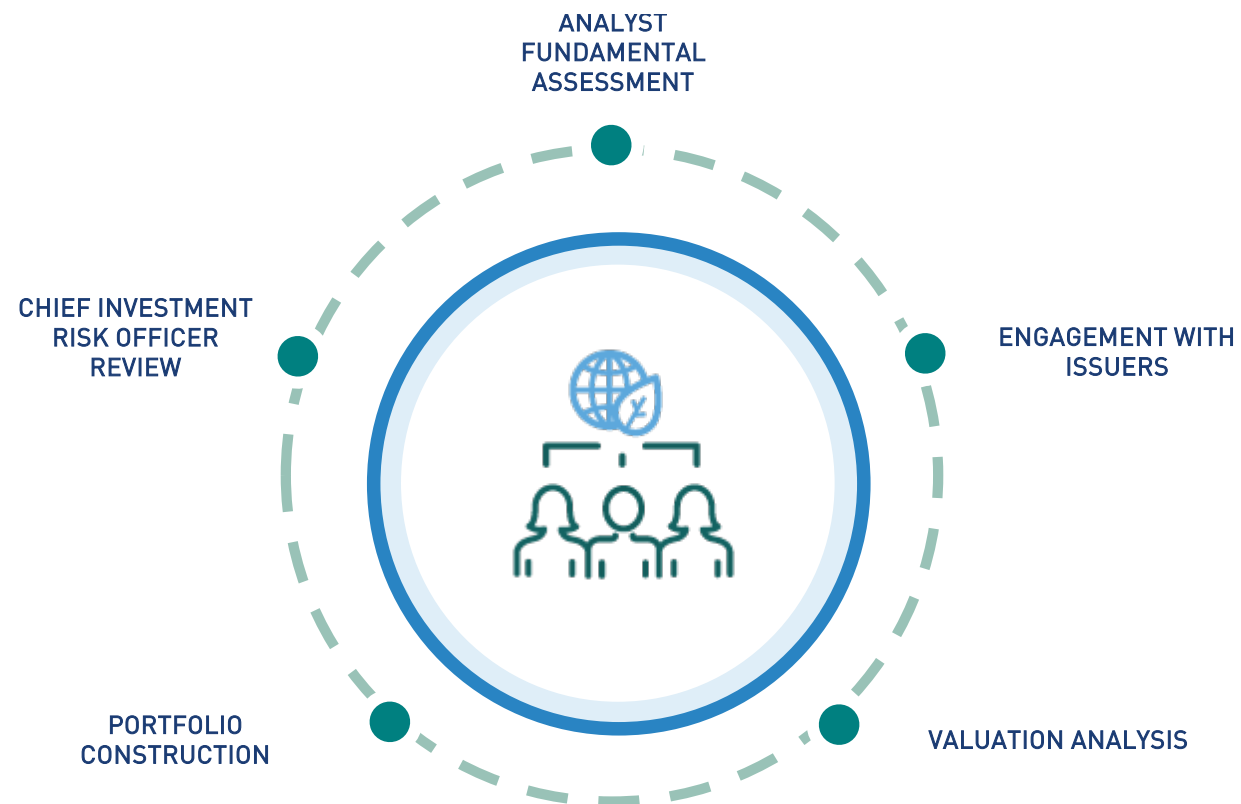 ANALYST
FUNDAMENTAL
ASSESSMENT
CHIEF INVESTMENT
RISK OFFICER
REVIEW
ENGAGEMENT WITH
ISSUERS
PORTFOLIO
CONSTRUCTION
VALUATION ANALYSIS